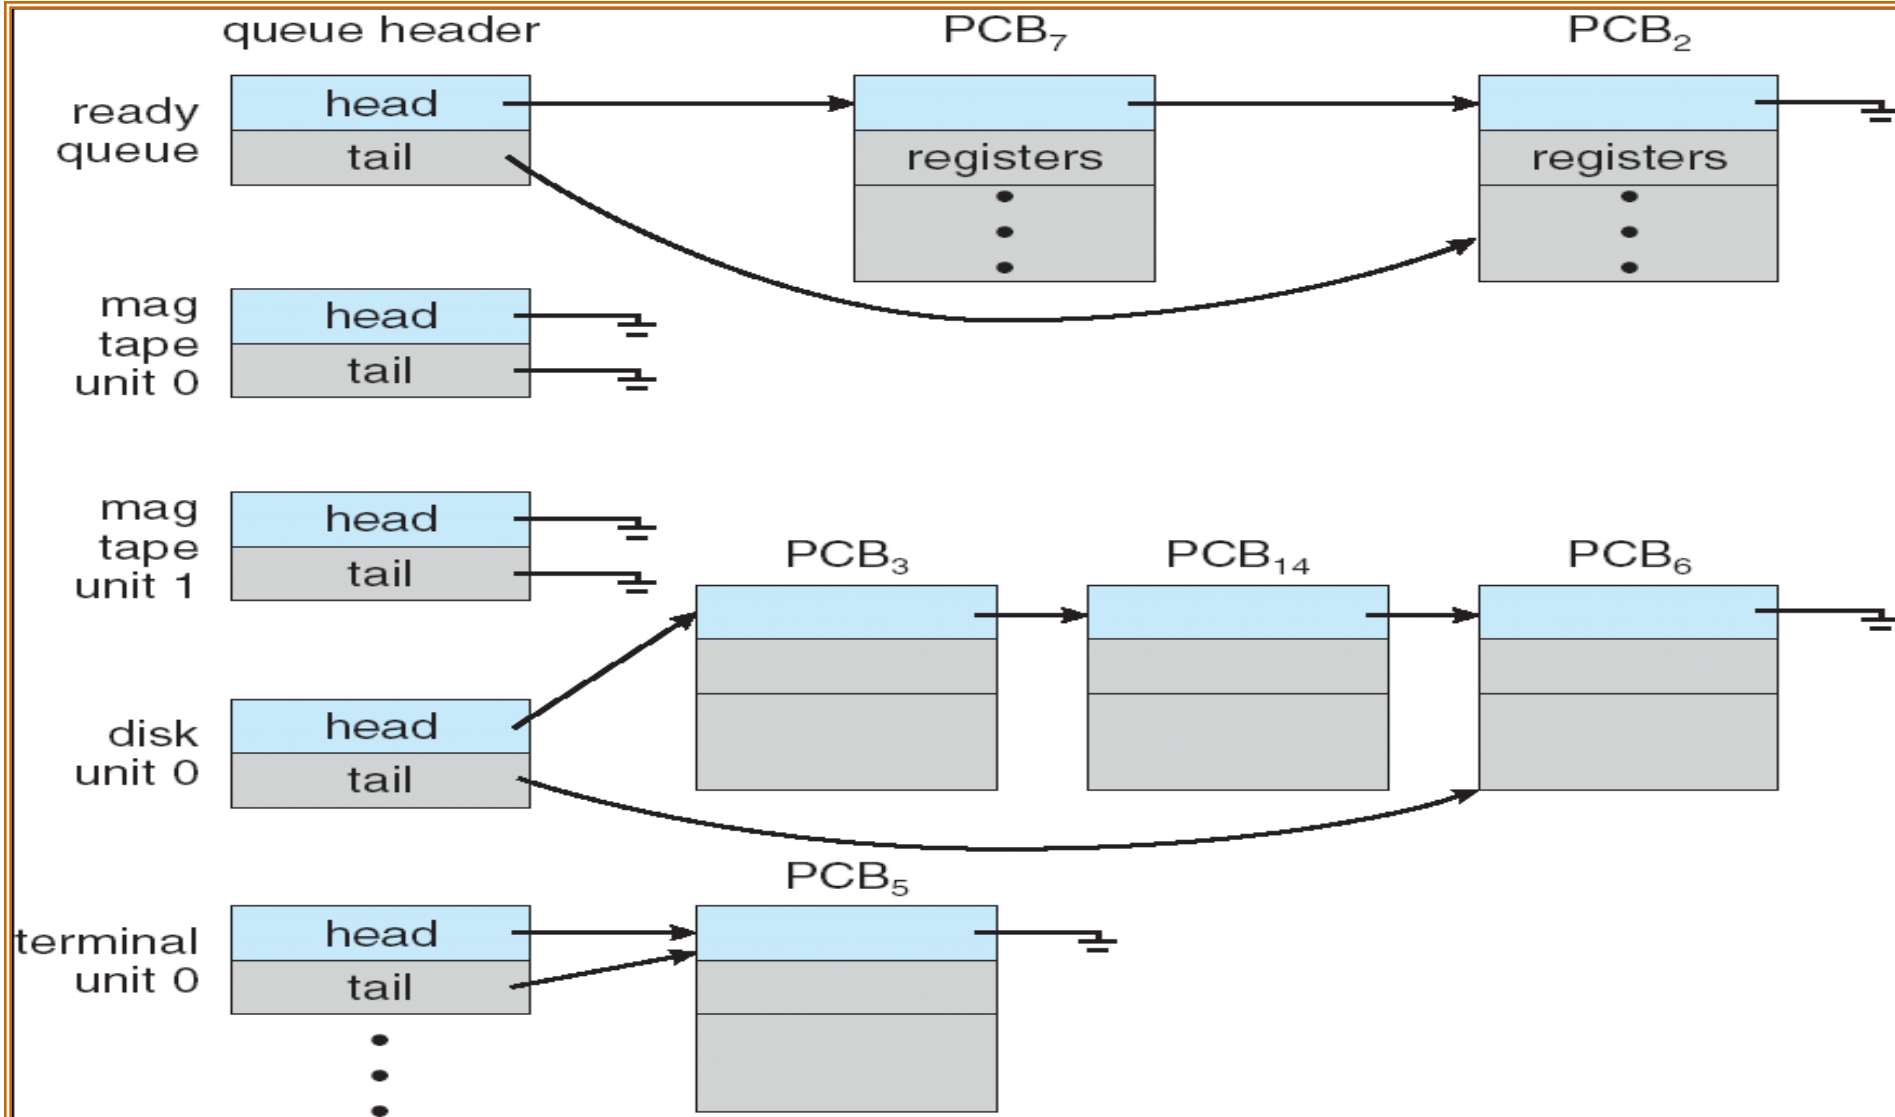 queue header
PCB₇
PCB₂
ready
queue
head
tail
registers
registers
mag
tape
unit 0
head
tail
mag
tape
unit 1
head
tail
PCB₃
PCB₁₄
PCB₆
disk
unit 0
head
tail
PCB₅
terminal
unit 0
head
tail